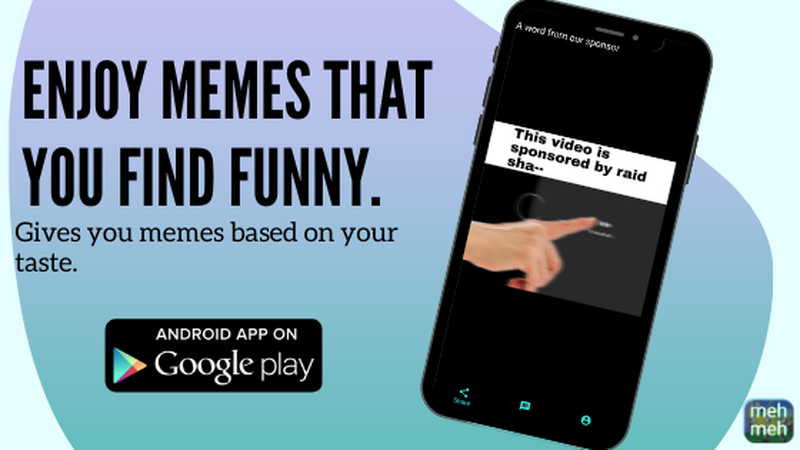 ENJOY MEMES THAT
YOU FIND FUNNY.
Gives you memes based on your
taste.
ANDROID APP ON
Google play
A word from our sponsor
This video is
sponsored by raid
sha--
Share
meh
meh